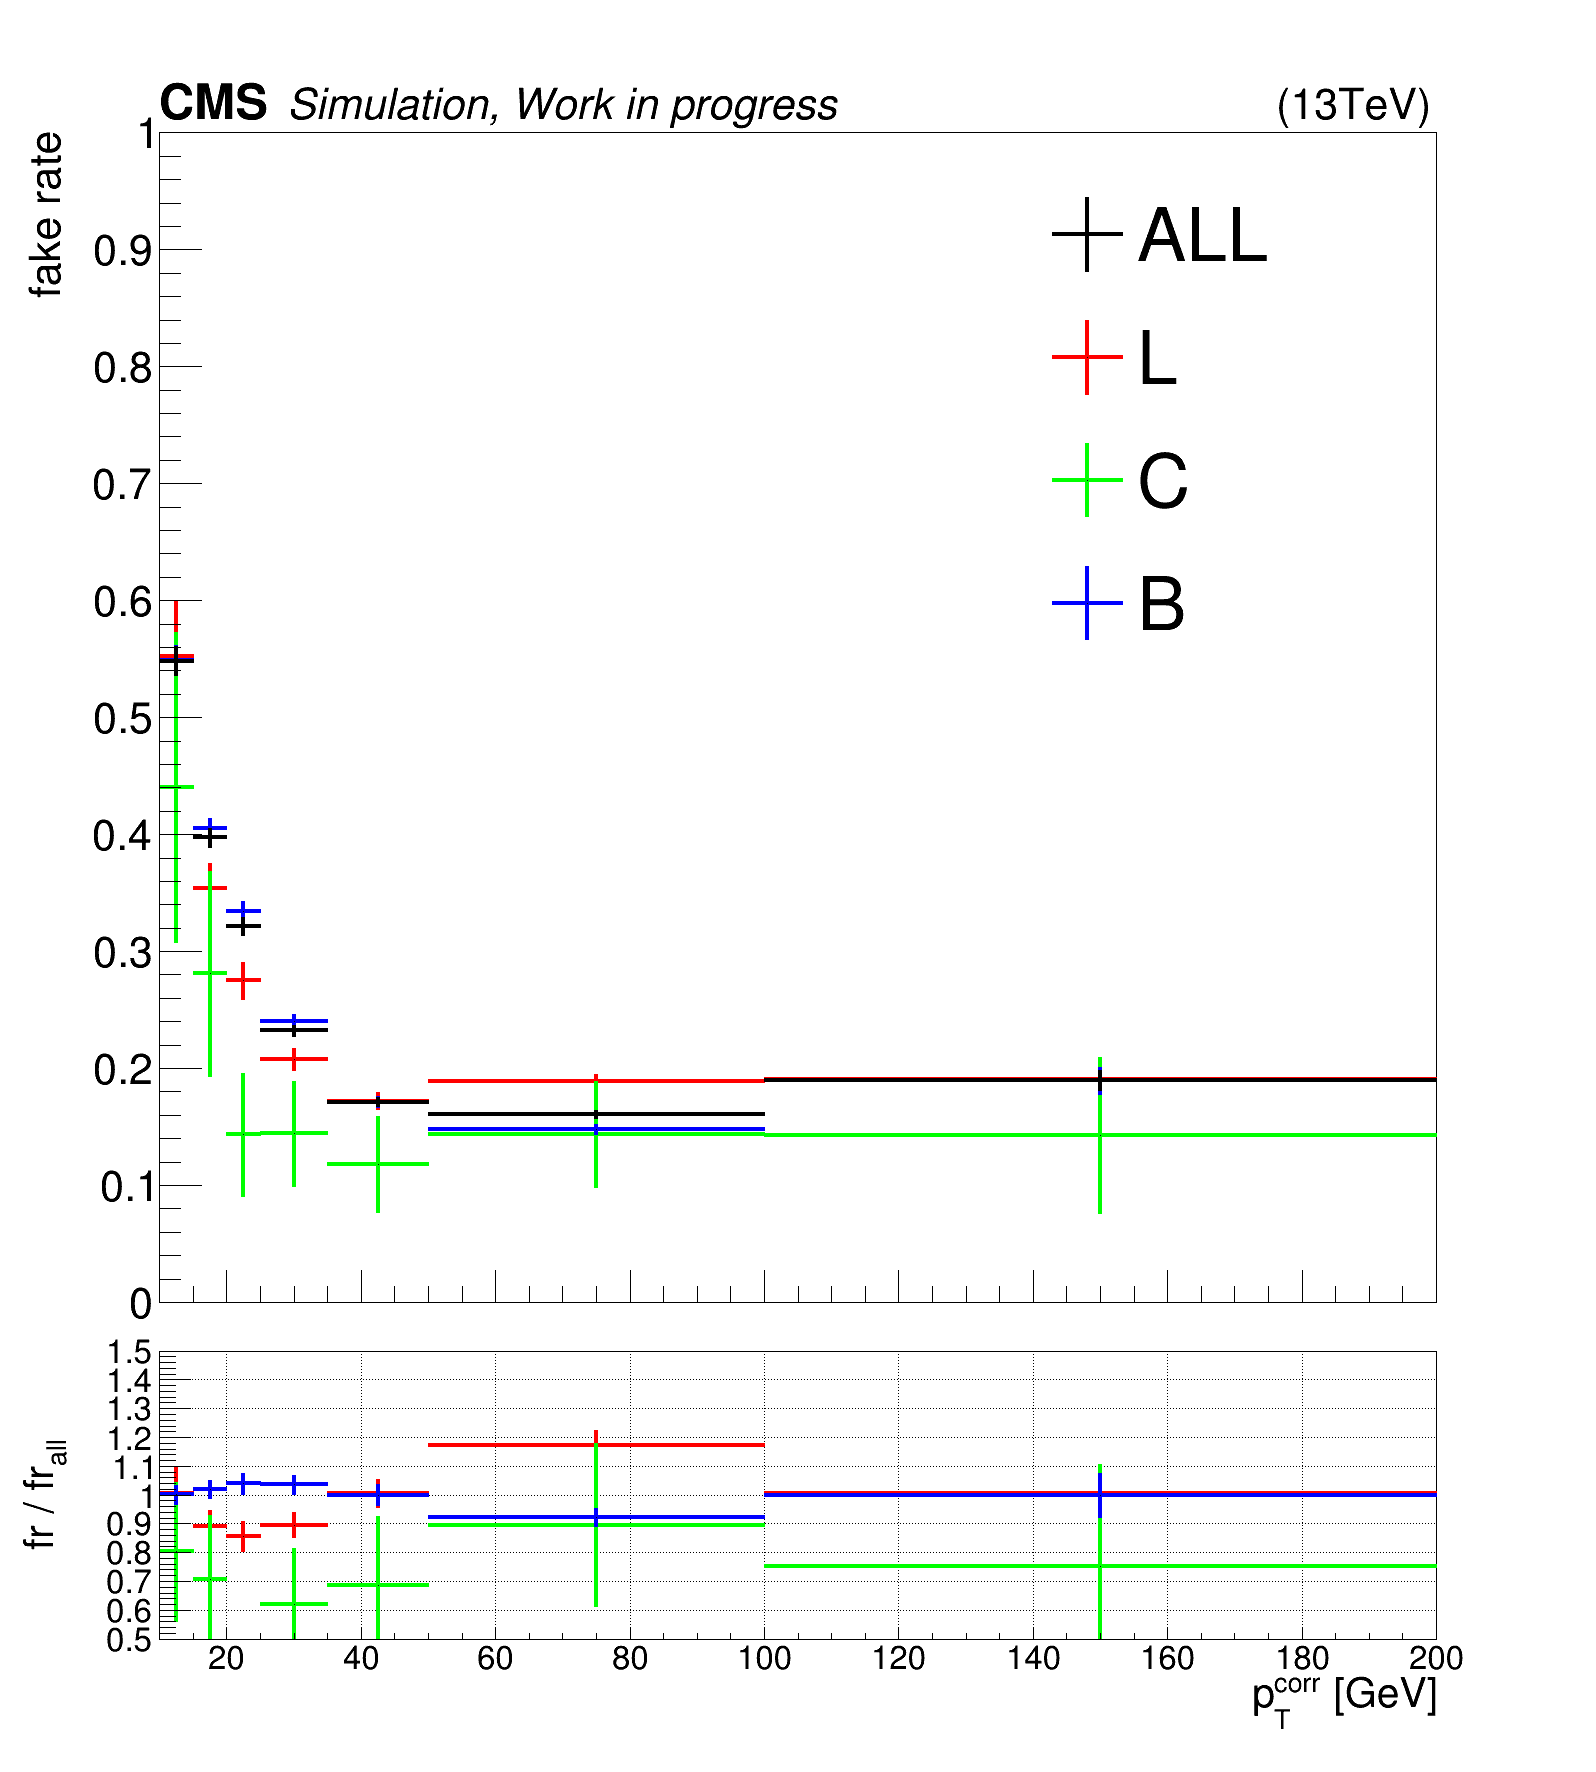 CMS Simulation, Work in progress (13TeV)
fake rate
1
0.9
0.8
0.7
0.6
0.5
0.4
0.3
0.2
0.1
0
ALL
L
C
B
fr / fr_all
1.5
1.4
1.3
1.2
1.1
1
0.9
0.8
0.7
0.6
0.5
20 40 60 80 100 120 140 160 180 200
p_T^corr [GeV]